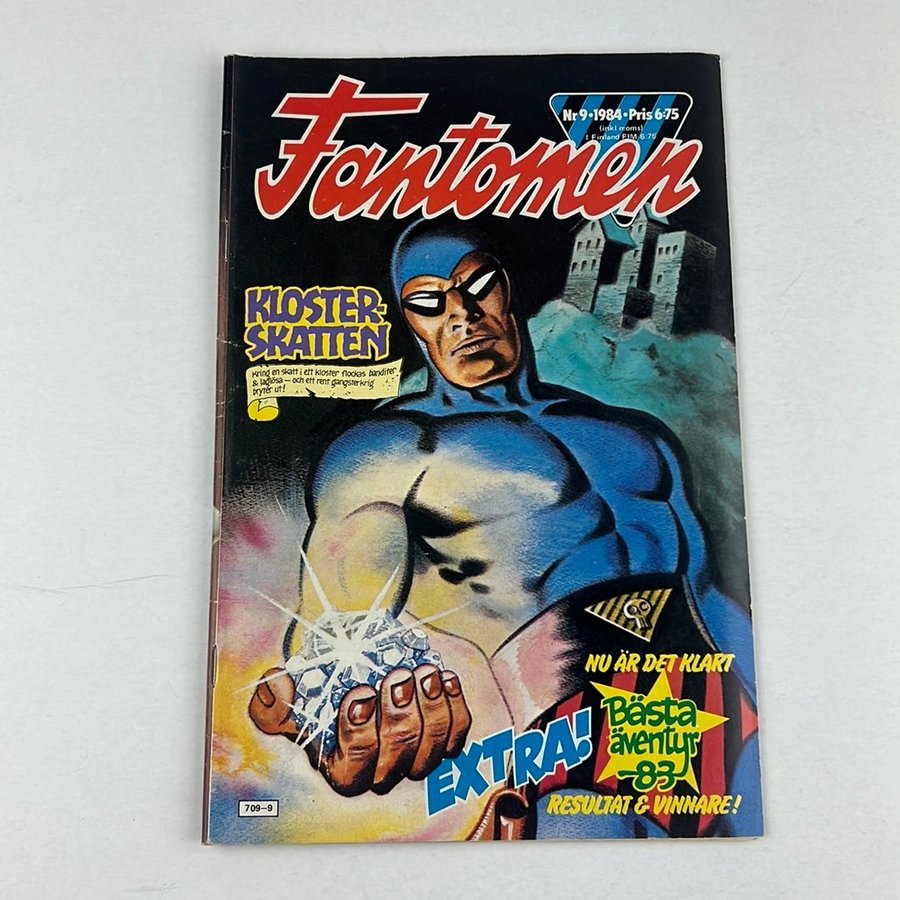 Fantomen
Nr 9 • 1984 • Pris 6:75
(inkl moms)
I Finland FIM 6:75
KLOSTER-
SKATTEN
Kring en skatt i ett kloster flockas banditer
& laglösa — och ett rent gangsterkrig
bryter ut!
NU ÄR DET KLART
EXTRA!
Bästa
äventyr
-83-
RESULTAT & VINNARE!
709-9